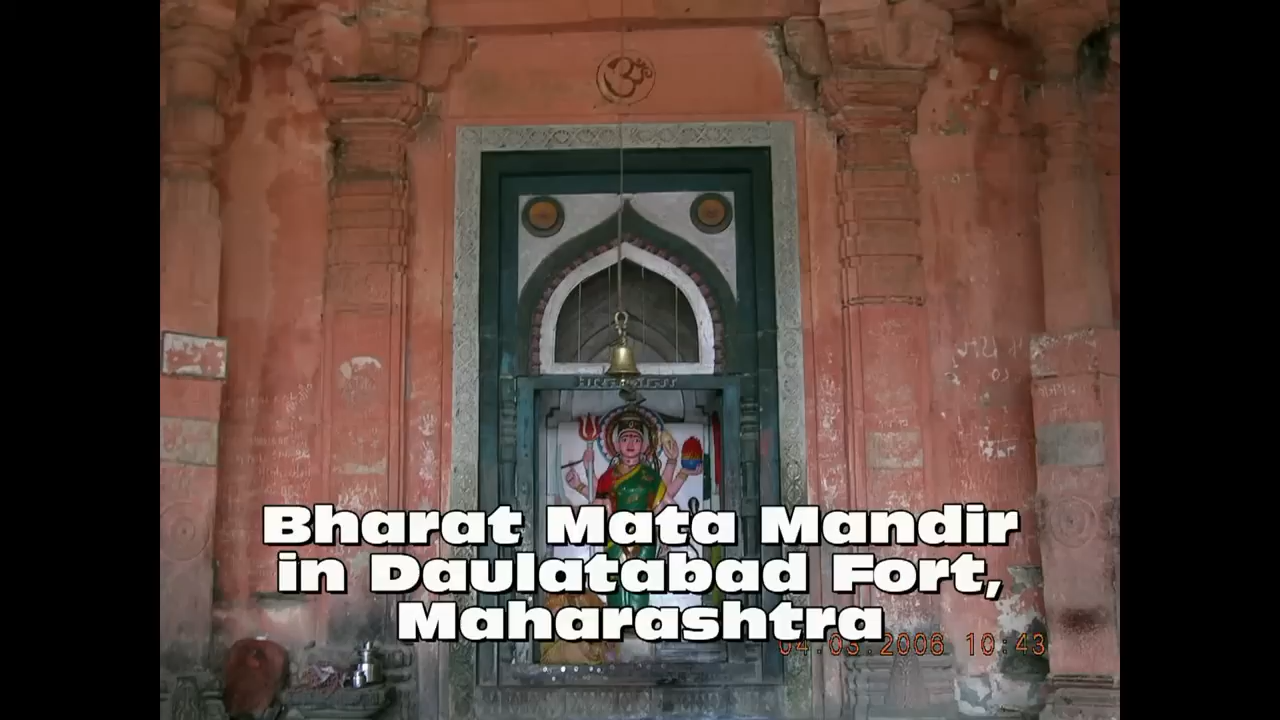 ॐ
Bharat Mata Mandir
in Daulatabad Fort,
Maharashtra
04.03.2006 10:43